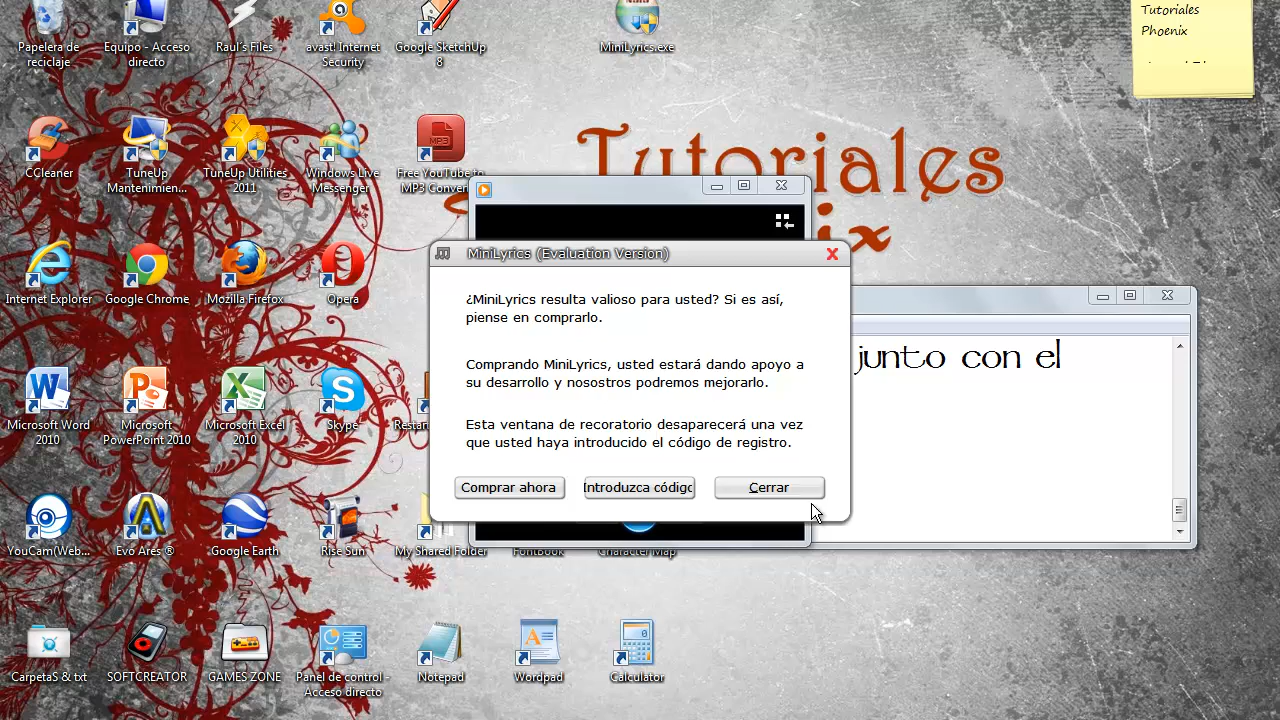 Papelera de
reciclaje
Equipo - Acceso
directo
Raul´s Files
avast! Internet
Security
Google SketchUp
8
MiniLyrics.exe
Tutoriales
Phoenix
CCleaner
TuneUp
Mantenimien...
TuneUp Utilities
2011
Windows Live
Messenger
MP3
Free YouTube to
MP3 Conver
Tutoriales
ix
Internet Explorer
Google Chrome
Mozilla Firefox
Opera
MiniLyrics (Evaluation Version)
¿MiniLyrics resulta valioso para usted? Si es así,
piense en comprarlo.
Comprando MiniLyrics, usted estará dando apoyo a
su desarrollo y nosostros podremos mejorarlo.
Esta ventana de recoratorio desaparecerá una vez
que usted haya introducido el código de registro.
Comprar ahora
Introduzca código
Cerrar
junto con el
Microsoft Word
2010
Microsoft
PowerPoint 2010
Microsoft Excel
2010
Skype
Restar
YouCam(Web...
Evo Ares ®
Google Earth
Rise Sun
My Shared Folder
Fontbook
Character Map
CarpetaS & txt
SOFTCREATOR
GAMES ZONE
Panel de control -
Acceso directo
Notepad
Wordpad
Calculator